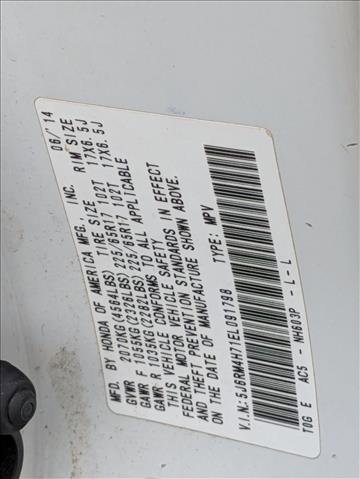 MFD. BY HONDA OF AMERICA MFG., INC. 06/14
GVWR 2070KG(4564LBS) TIRE SIZE RIM SIZE
GAWR F 1055KG(2326LBS) 225/65R17 102T 17X6.5J
GAWR R 1035KG(2282LBS) 225/65R17 102T 17X6.5J
THIS VEHICLE CONFORMS TO ALL APPLICABLE
FEDERAL MOTOR VEHICLE SAFETY
AND THEFT PREVENTION STANDARDS IN EFFECT
ON THE DATE OF MANUFACTURE SHOWN ABOVE.
V.I.N.:5J6RM4H71EL091798 TYPE: MPV
T0G E AC5 - NH603P - L - L